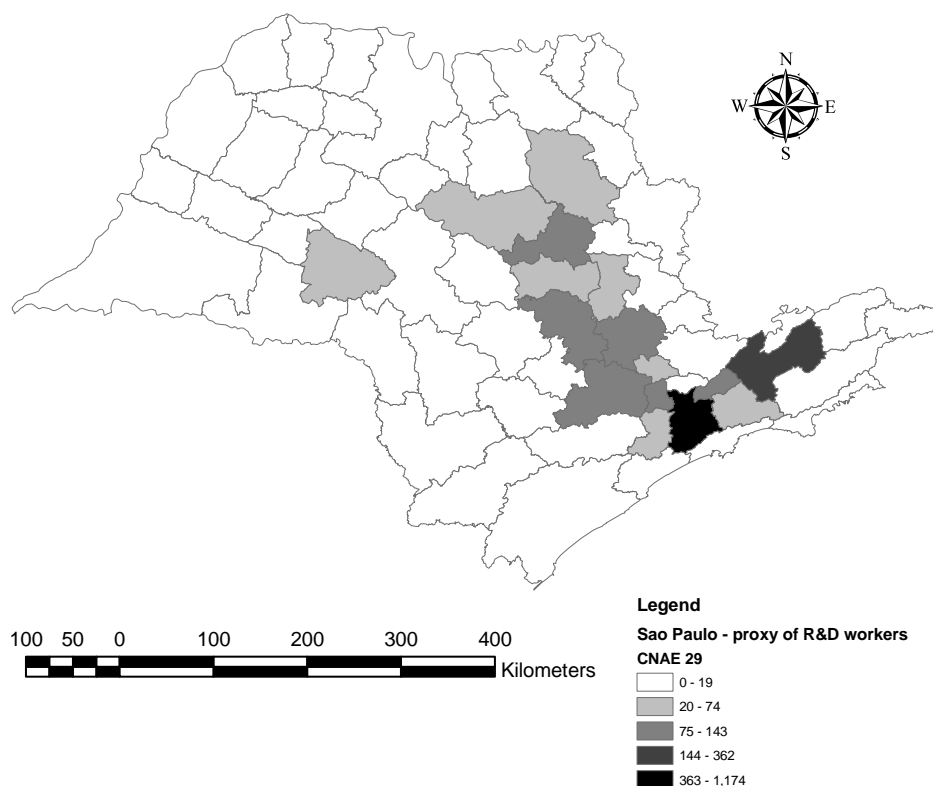 N
W E
S
Legend
Sao Paulo - proxy of R&D workers
CNAE 29
0 - 19
20 - 74
75 - 143
144 - 362
363 - 1,174
100 50 0 100 200 300 400
Kilometers